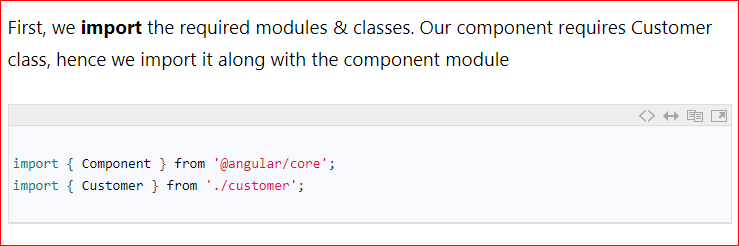 First, we import the required modules & classes. Our component requires Customer
class, hence we import it along with the component module
import { Component } from '@angular/core';
import { Customer } from './customer';